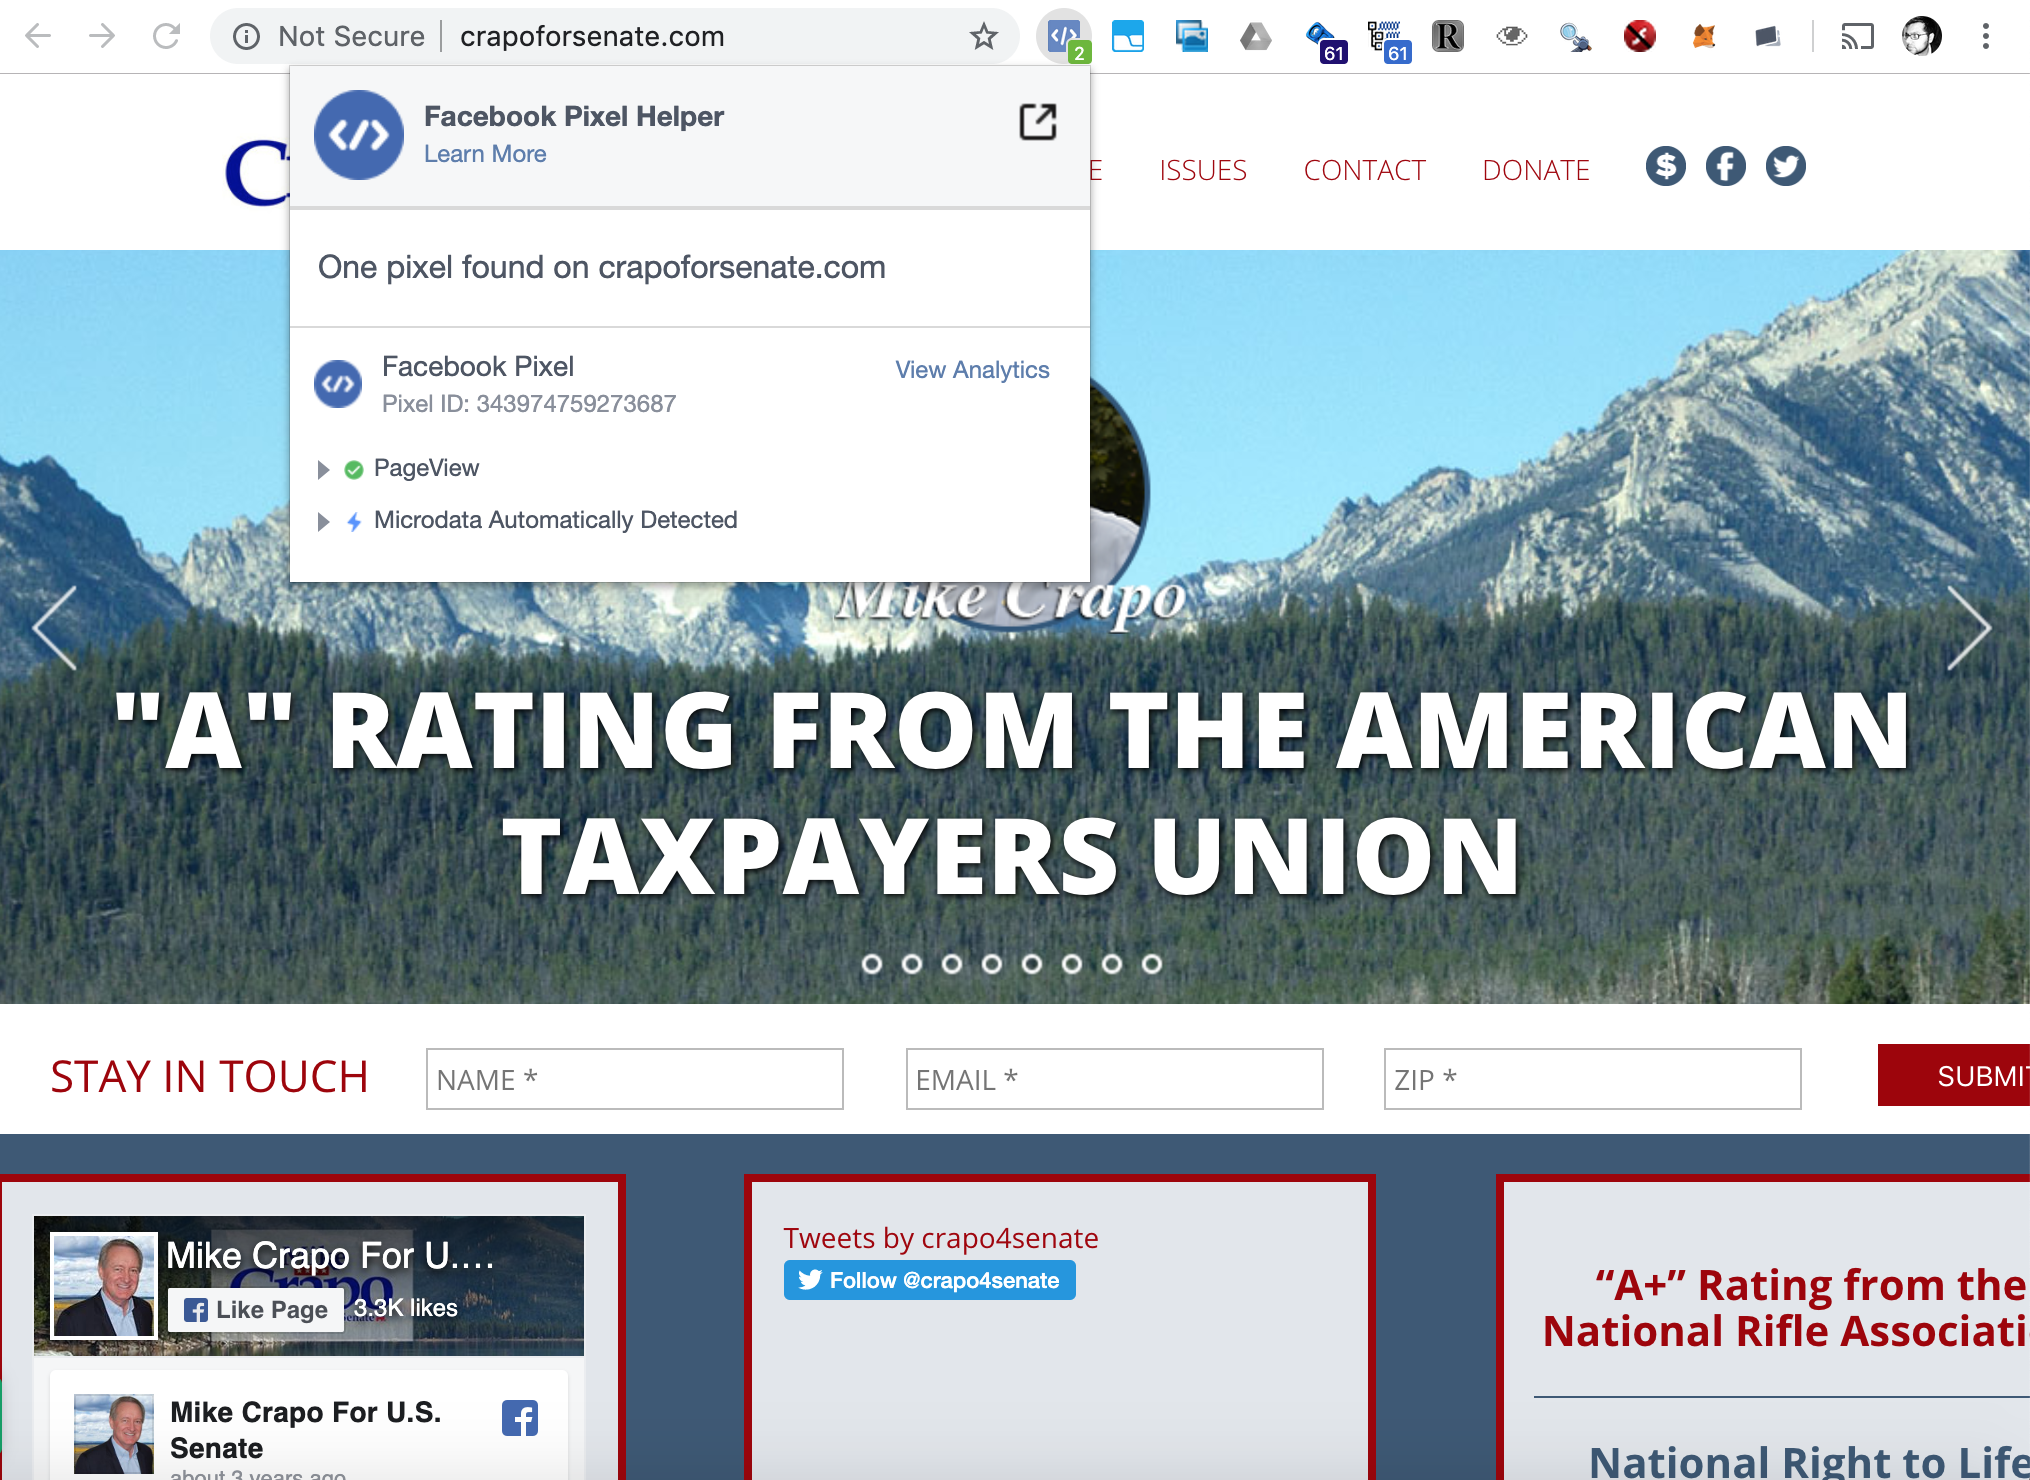 Not Secure
crapoforsenate.com
2
61
61
R
Facebook Pixel Helper
Learn More
C
E
ISSUES
CONTACT
DONATE
One pixel found on crapoforsenate.com
Facebook Pixel
View Analytics
Pixel ID: 343974759273687
PageView
Microdata Automatically Detected
Mike Crapo
"A" RATING FROM THE AMERICAN
TAXPAYERS UNION
STAY IN TOUCH
NAME *
EMAIL *
ZIP *
SUBMIT
Mike Crapo For U....
Crapo
Like Page
3.3K likes
Senate
Mike Crapo For U.S.
Senate
about 3 years ago
Tweets by crapo4senate
Follow @crapo4senate
“A+” Rating from the
National Rifle Associati
National Right to Life